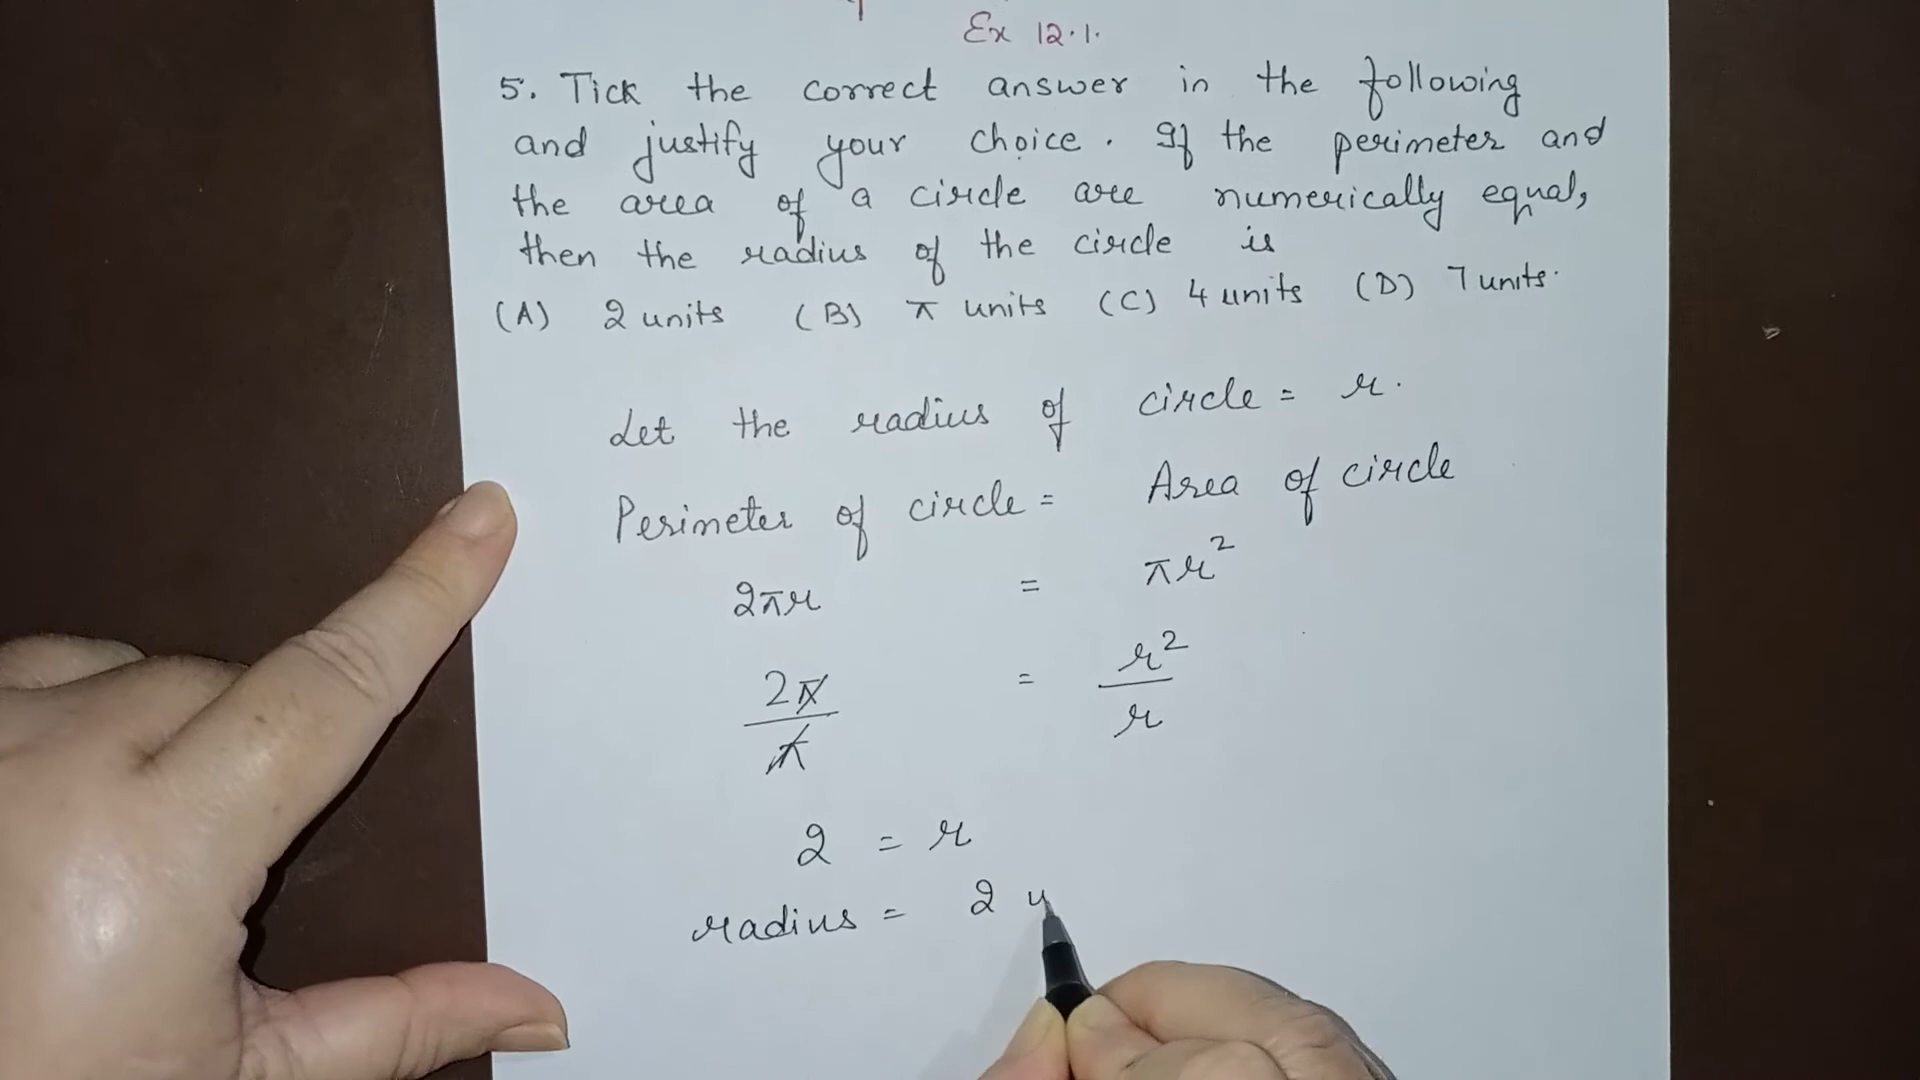 Ex 12.1.
5. Tick the correct answer in the following
and justify your choice. If the perimeter and
the area of a circle are numerically equal,
then the radius of the circle is
(A) 2 units (B) π units (C) 4 units (D) 7 units.
Let the radius of circle = r.
Perimeter of circle = Area of circle
2πr = πr²
2π/π = r²/r
2 = r
radius = 2 u